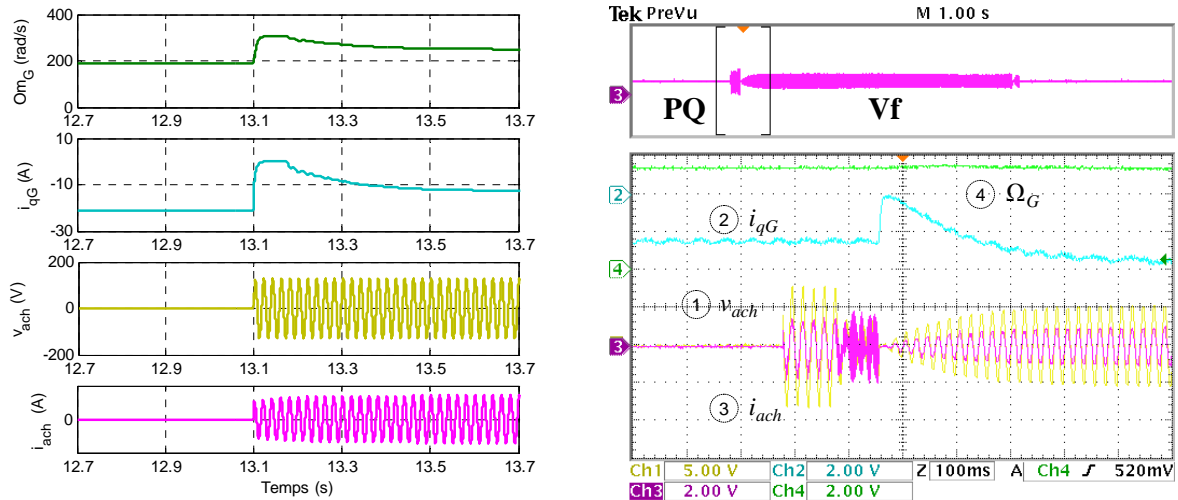 Om_G (rad/s)
400
200
0
12.7 12.9 13.1 13.3 13.5 13.7
i_qG (A)
10
-10
-30
12.7 12.9 13.1 13.3 13.5 13.7
v_ach (V)
200
0
-200
12.7 12.9 13.1 13.3 13.5 13.7
i_ach (A)
0
12.7 12.9 13.1 13.3 13.5 13.7
Temps (s)
Tek PreVu M 1.00 s
3
PQ Vf
2
4 Ω_G
2 i_qG
4
1 v_ach
3
3 i_ach
Ch1 5.00 V Ch2 2.00 V Z 100ms A Ch4 520mV
Ch3 2.00 V Ch4 2.00 V